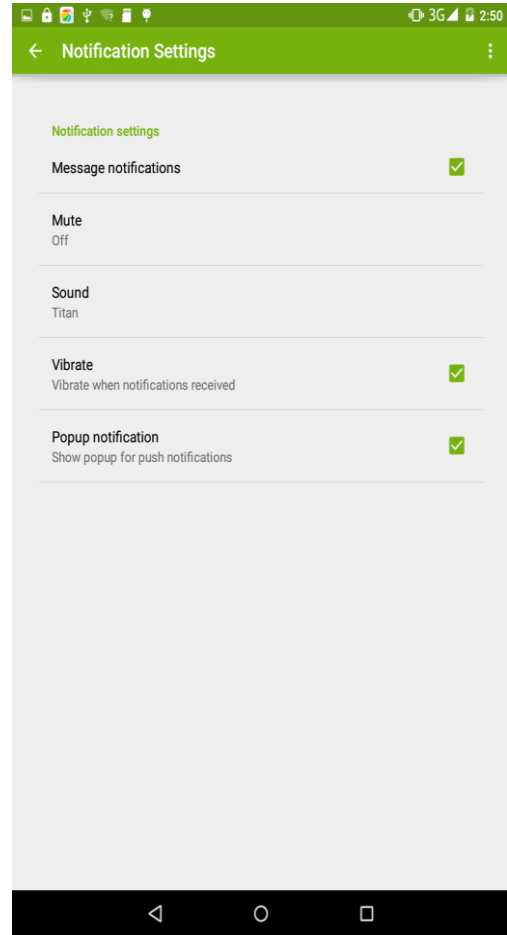 3G 2:50
Notification Settings
Notification settings
Message notifications
Mute
Off
Sound
Titan
Vibrate
Vibrate when notifications received
Popup notification
Show popup for push notifications